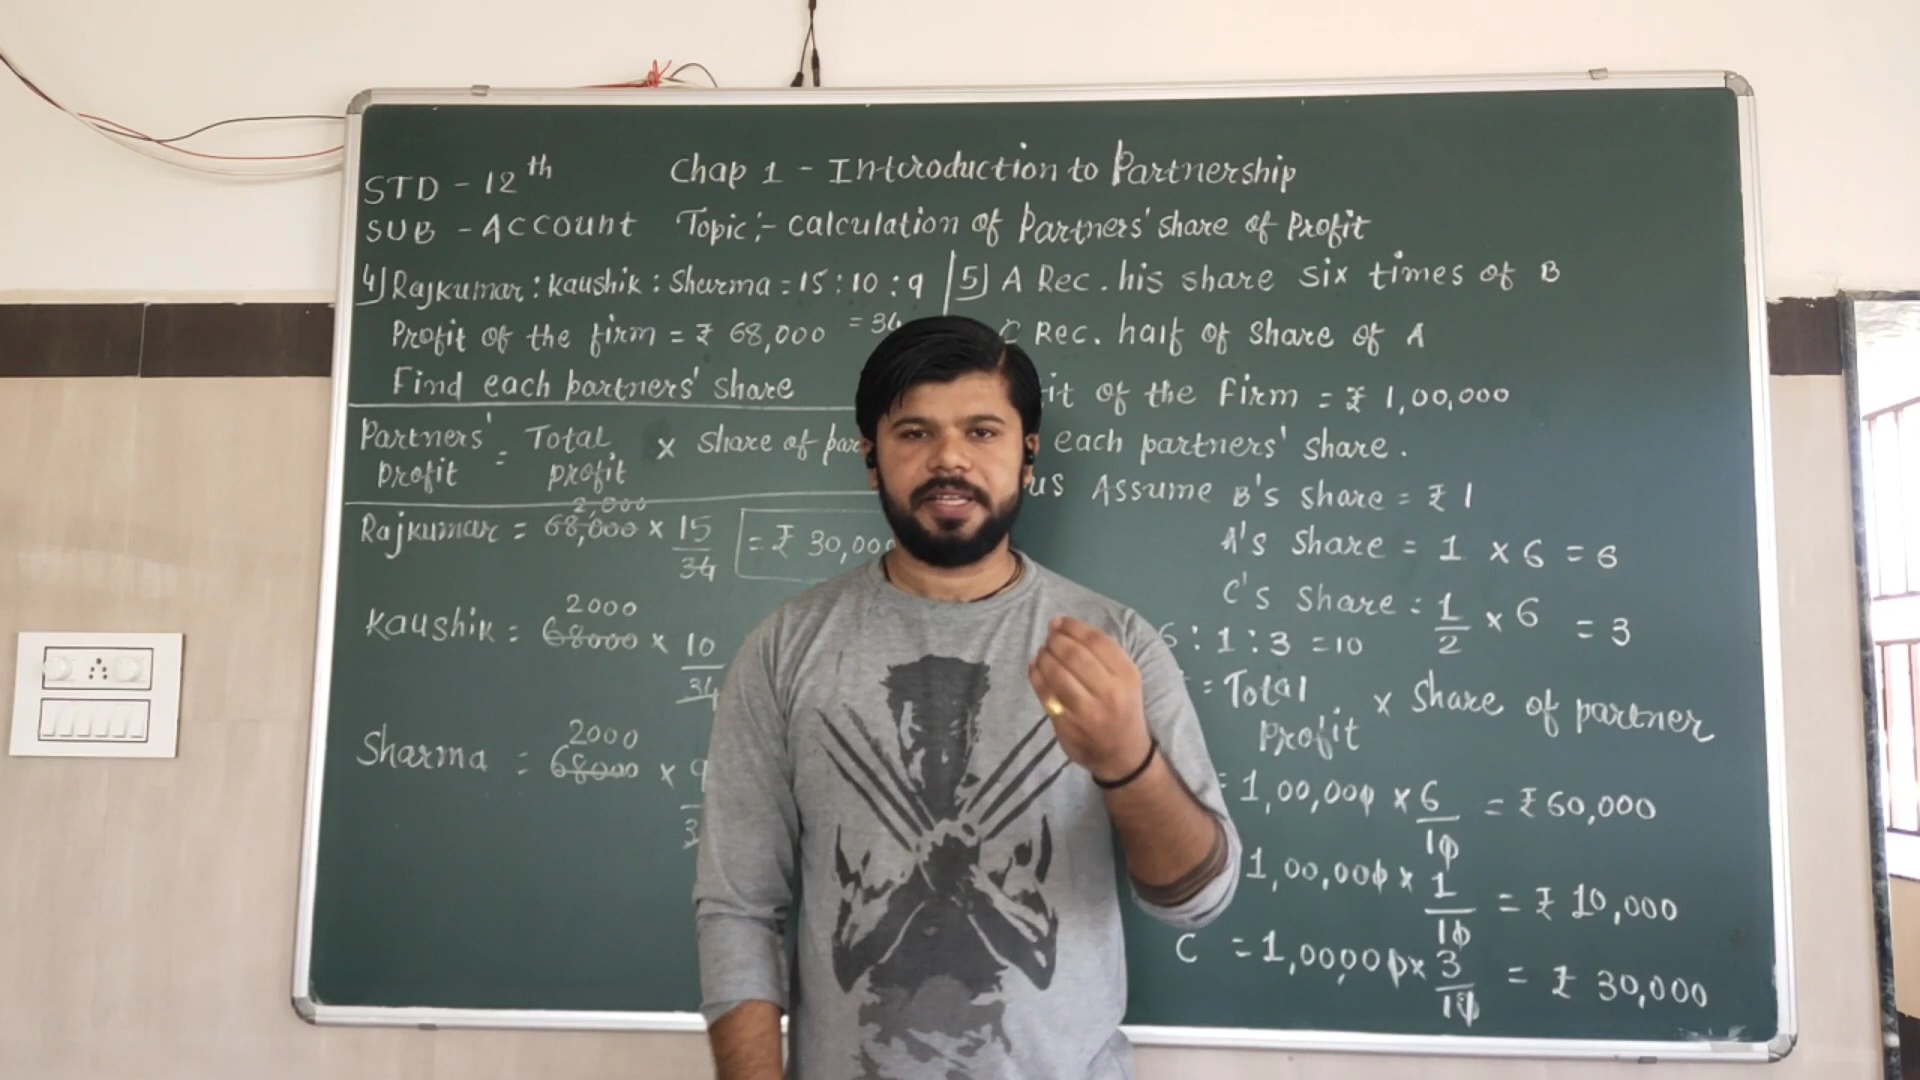 STD - 12th Chap 1 - Introduction to Partnership
SUB - Account Topic :- Calculation of Partners' share of Profit
4) Rajkumar : Kaushik : Sharma = 15 : 10 : 9
= 34
Profit of the firm = ₹ 68,000
Find each partners' share
Partners' profit = Total profit × share of
2,000
Rajkumar = 68,000 × 15/34 = ₹ 30,000
2000
Kaushik = 68000 × 10/34
2000
Sharma = 68000 × 9
5) A Rec. his share six times of B
C Rec. half of share of A
of the Firm = ₹ 1,00,000
each partners' share.
us Assume B's share = ₹ 1
A's share = 1 × 6 = 6
C's share = 1/2 × 6 = 3
6 : 1 : 3 = 10
= Total profit × share of partner
= 1,00,000 × 6/10 = ₹ 60,000
1,00,000 × 1/10 = ₹ 10,000
C = 1,00,000 × 3/10 = ₹ 30,000